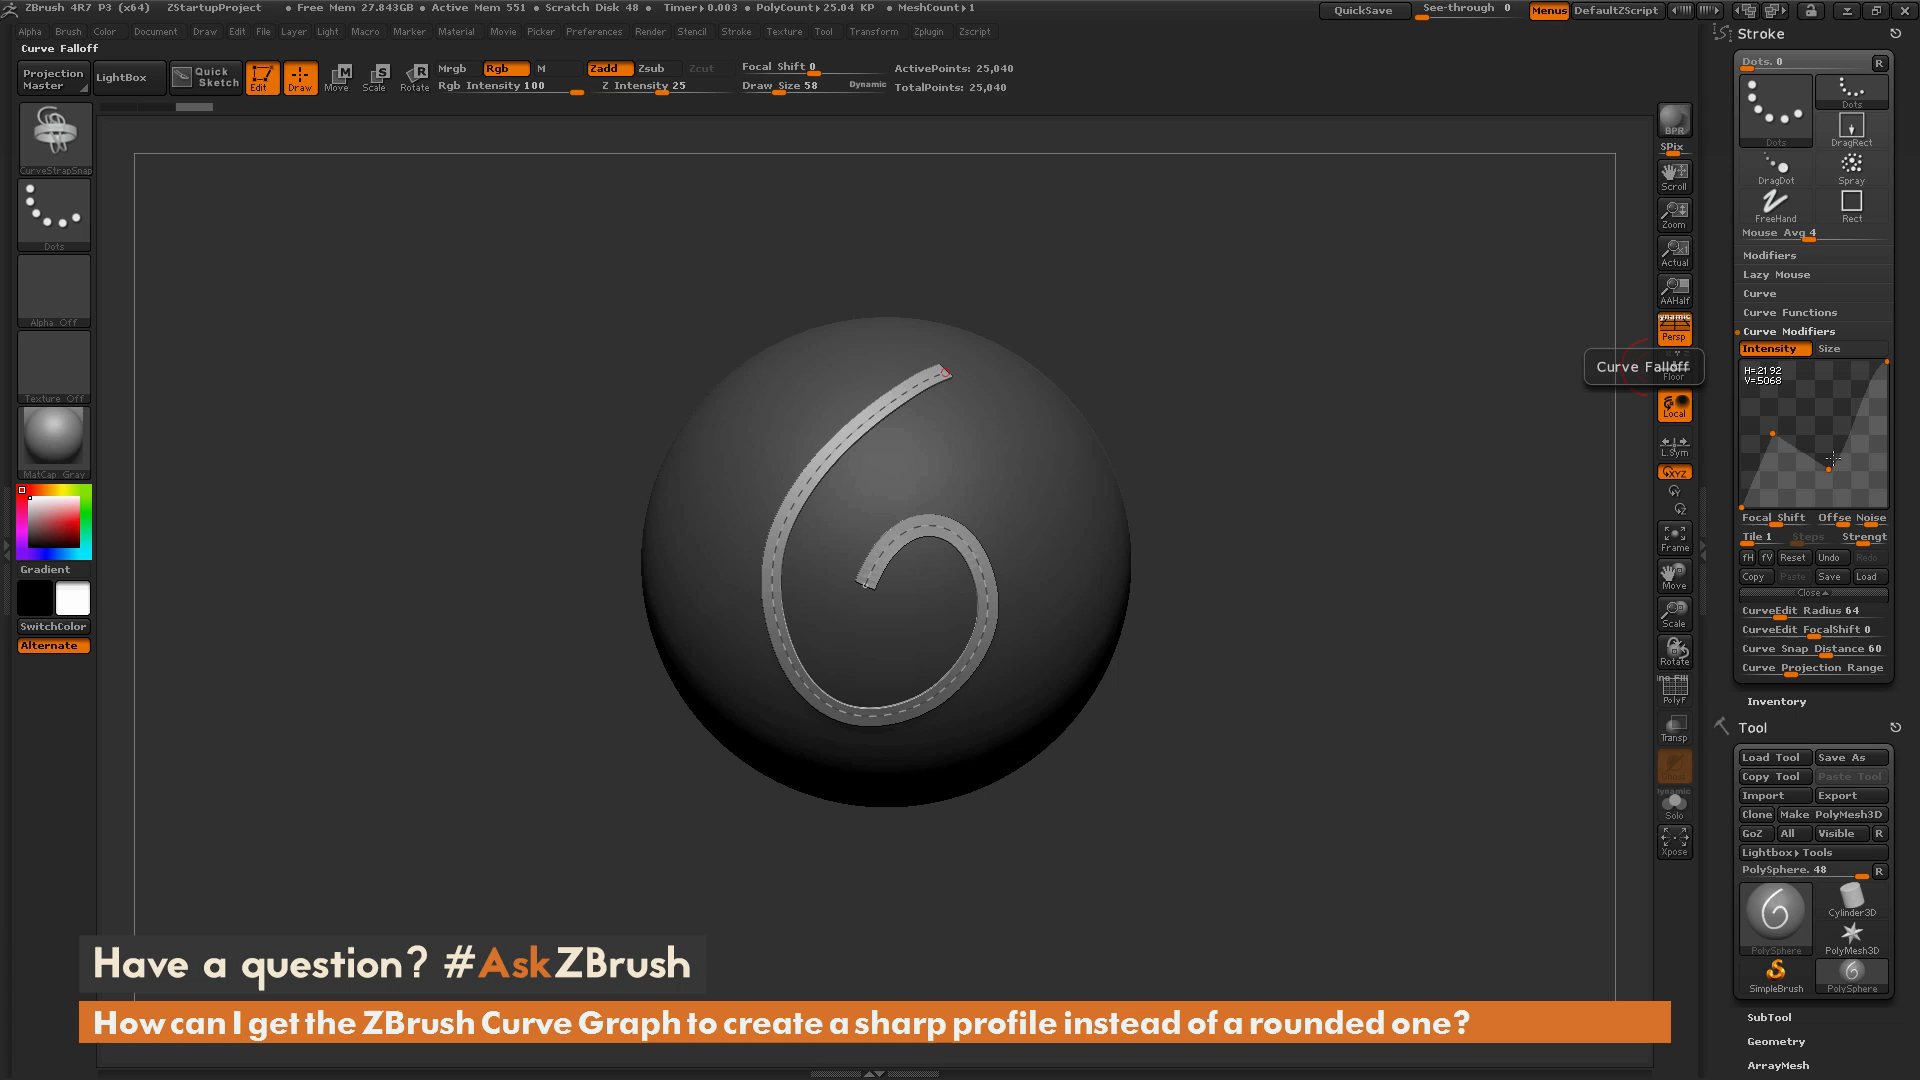 ZBrush 4R7 P3 (x64) ZStartupProject • Free Mem 27.843GB • Active Mem 551 • Scratch Disk 48 • Timer▸0.003 • PolyCount▸25.04 KP • MeshCount▸1 QuickSave See-through 0 Menus DefaultZScript
Alpha Brush Color Document Draw Edit File Layer Light Macro Marker Material Movie Picker Preferences Render Stencil Stroke Texture Tool Transform Zplugin Zscript
Curve Falloff
Projection Master LightBox Quick Sketch Edit Draw Move Scale Rotate
Mrgb Rgb M Zadd Zsub Zcut Focal Shift 0 ActivePoints: 25,040
Rgb Intensity 100 Z Intensity 25 Draw Size 58 Dynamic TotalPoints: 25,040
CurveStrapSnap
Dots
Alpha Off
Texture Off
MatCap Gray
Gradient
SwitchColor
Alternate
BPR
SPix
Scroll
Zoom
Actual
AAHalf
Persp
Floor
Local
L.Sym
XYZ
Y
Z
Frame
Move
Scale
Rotate
PolyF
Transp
Ghost
Solo
Xpose
Curve Falloff
Stroke
Dots. 0 R
Dots Dots
DragRect
DragDot Spray
FreeHand Rect
Mouse Avg 4
Modifiers
Lazy Mouse
Curve
Curve Functions
Curve Modifiers
Intensity Size
H=.2192
V=.5068
Focal Shift Offse Noise
Tile 1 Steps Strengt
fH fV Reset Undo Redo
Copy Paste Save Load
Close
CurveEdit Radius 64
CurveEdit FocalShift 0
Curve Snap Distance 60
Curve Projection Range
Inventory
Tool
Load Tool Save As
Copy Tool Paste Tool
Import Export
Clone Make PolyMesh3D
GoZ All Visible R
Lightbox▸Tools
PolySphere. 48 R
PolySphere Cylinder3D
PolyMesh3D
SimpleBrush PolySphere
SubTool
Geometry
ArrayMesh
Have a question? #AskZBrush
How can I get the ZBrush Curve Graph to create a sharp profile instead of a rounded one?